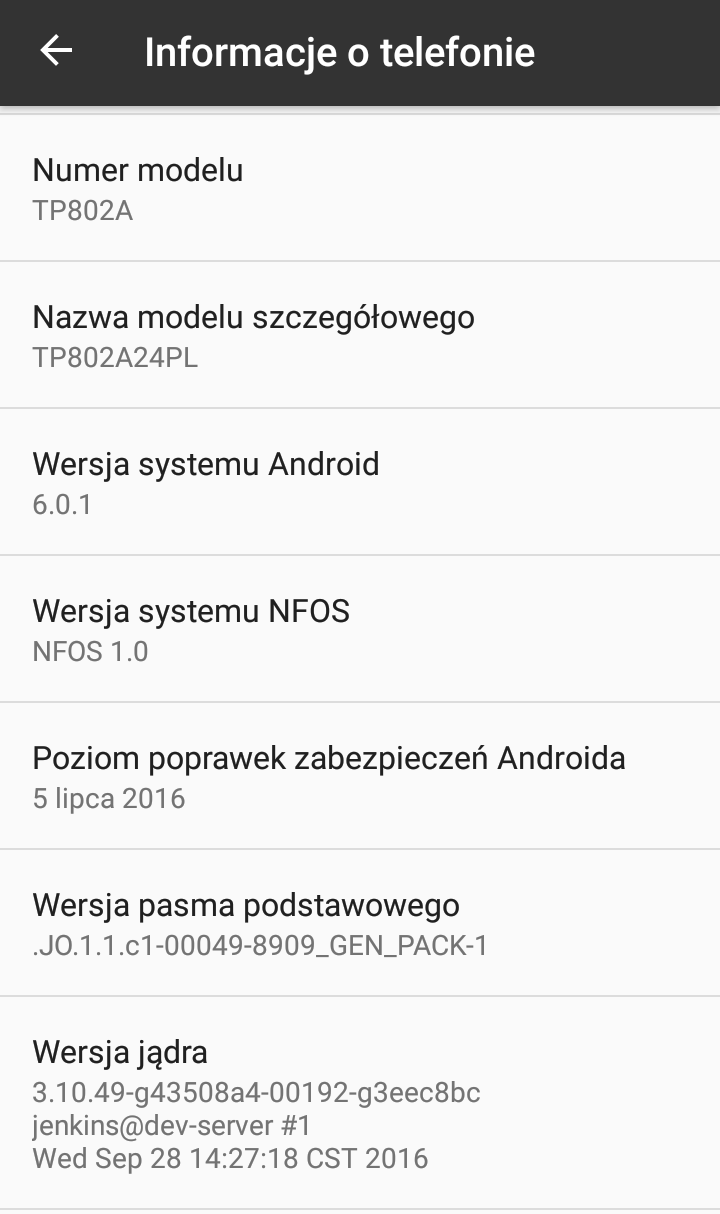 Informacje o telefonie
Numer modelu
TP802A
Nazwa modelu szczegółowego
TP802A24PL
Wersja systemu Android
6.0.1
Wersja systemu NFOS
NFOS 1.0
Poziom poprawek zabezpieczeń Androida
5 lipca 2016
Wersja pasma podstawowego
.JO.1.1.c1-00049-8909_GEN_PACK-1
Wersja jądra
3.10.49-g43508a4-00192-g3eec8bc
jenkins@dev-server #1
Wed Sep 28 14:27:18 CST 2016